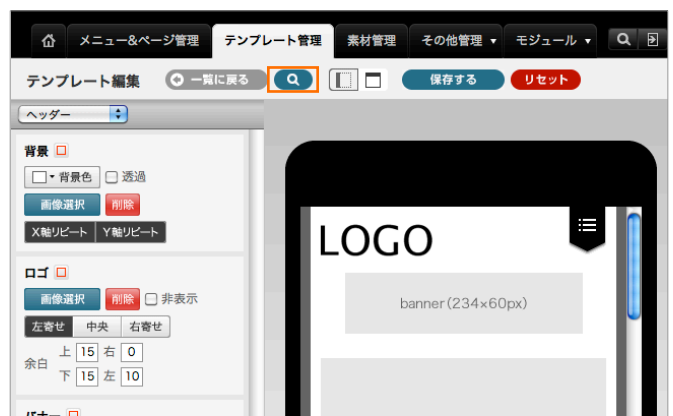 メニュー&ページ管理 テンプレート管理 素材管理 その他管理 ▼ モジュール ▼
テンプレート編集 一覧に戻る 保存する リセット
ヘッダー
背景
背景色 透過
画像選択 削除
X軸リピート Y軸リピート
ロゴ
画像選択 削除 非表示
左寄せ 中央 右寄せ
余白 上 15 右 0
下 15 左 10
バナー
LOGO
banner(234×60px)